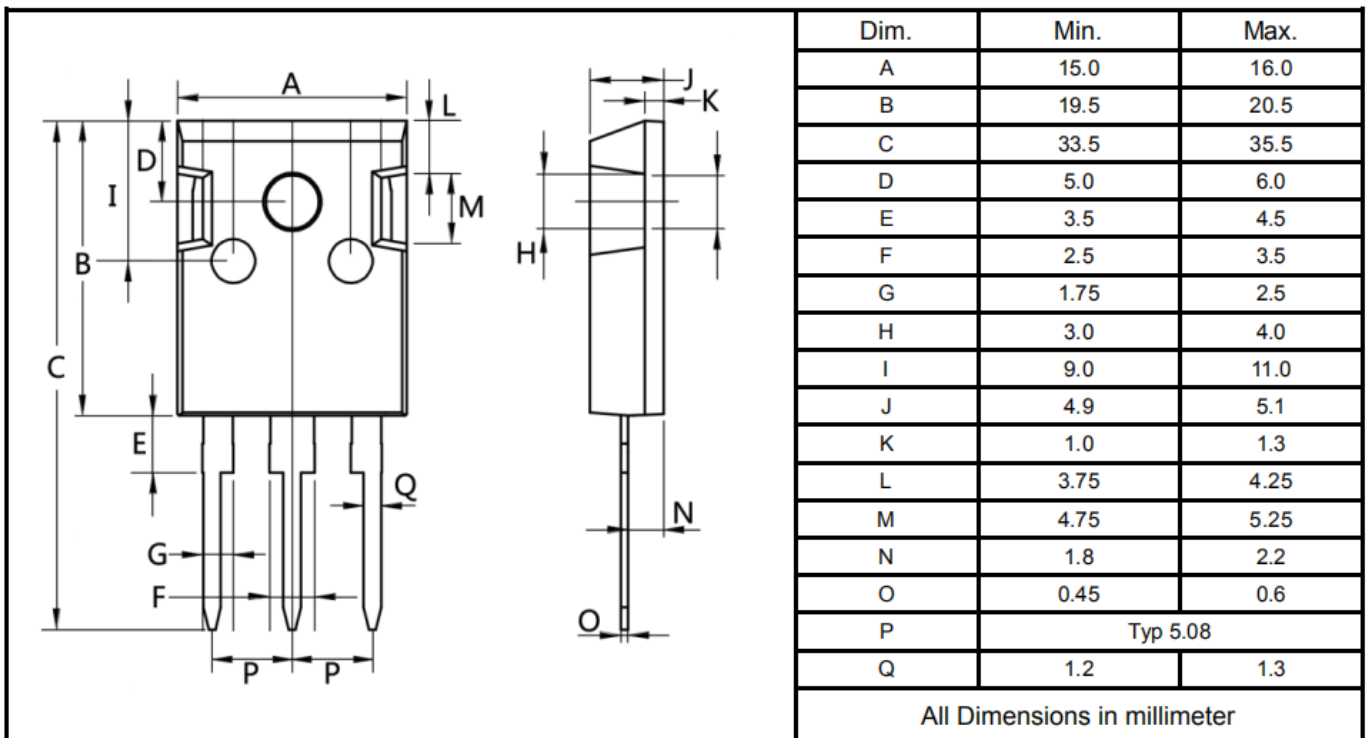 A
L
D
I
M
B
C
E
Q
G
F
P P
J
K
H
N
O
Dim. Min. Max.
A 15.0 16.0
B 19.5 20.5
C 33.5 35.5
D 5.0 6.0
E 3.5 4.5
F 2.5 3.5
G 1.75 2.5
H 3.0 4.0
I 9.0 11.0
J 4.9 5.1
K 1.0 1.3
L 3.75 4.25
M 4.75 5.25
N 1.8 2.2
O 0.45 0.6
P Typ 5.08
Q 1.2 1.3
All Dimensions in millimeter